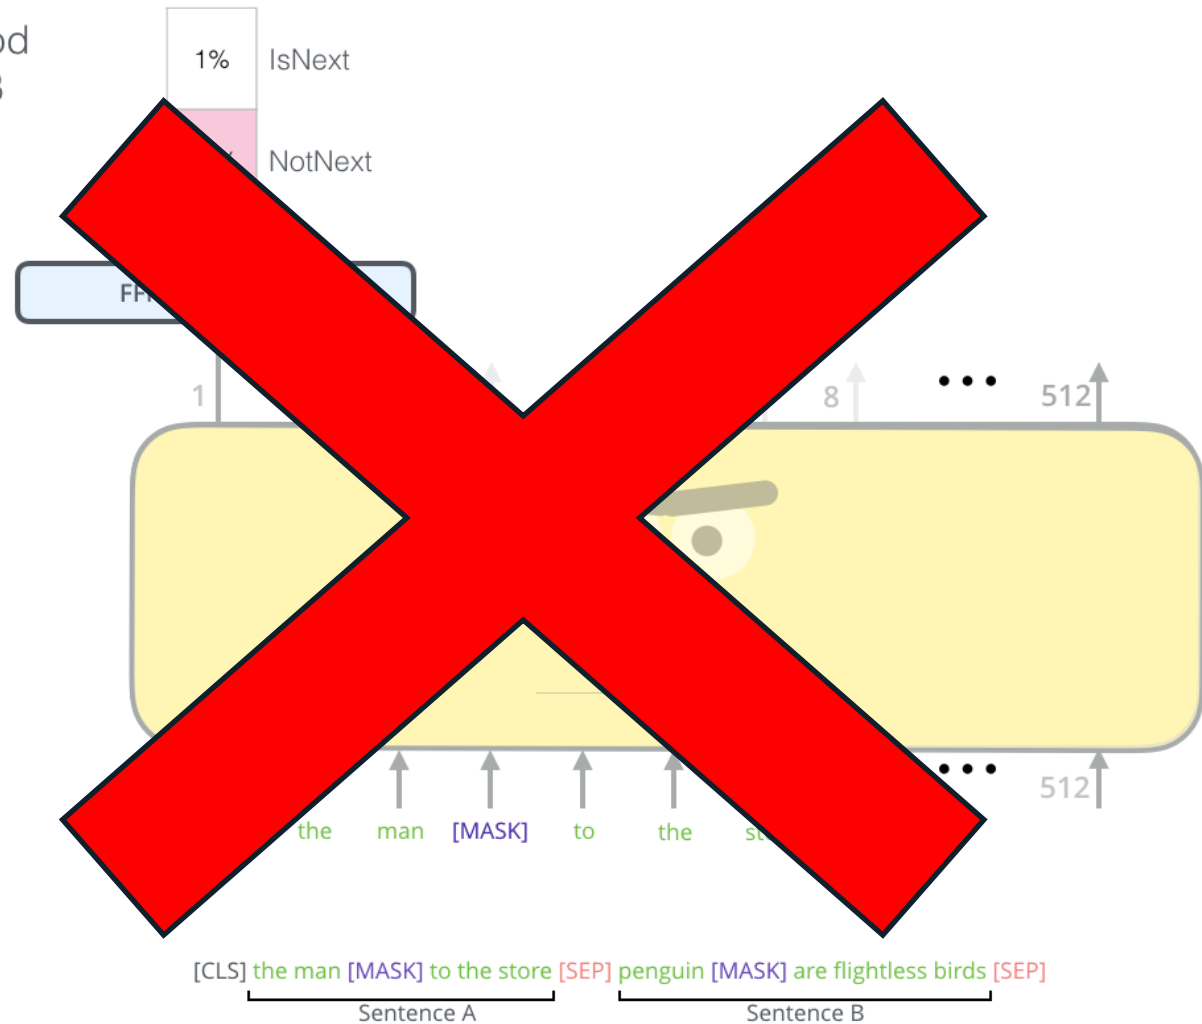 1% IsNext
NotNext
1
8
512
512
the man [MASK] to the
[CLS] the man [MASK] to the store [SEP] penguin [MASK] are flightless birds [SEP]
Sentence A Sentence B